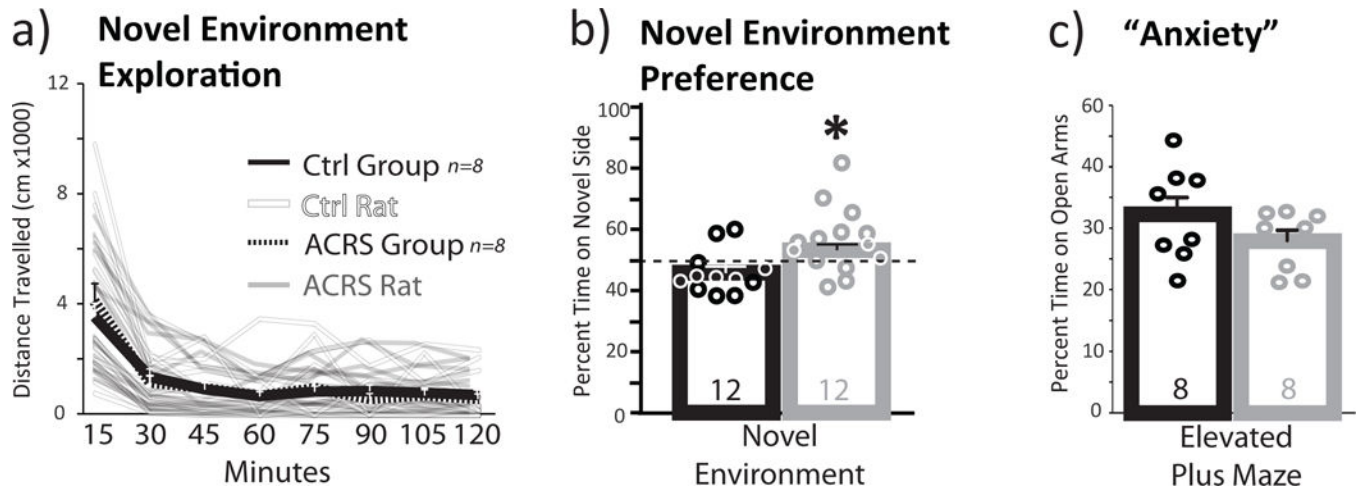 a) Novel Environment
Exploration
Distance Travelled (cm x1000)
12
8
4
0
Ctrl Group n=8
Ctrl Rat
ACRS Group n=8
ACRS Rat
15 30 45 60 75 90 105 120
Minutes
b) Novel Environment
Preference
Percent Time on Novel Side
100
80
60
40
20
0
*
12 12
Novel
Environment
c) “Anxiety”
Percent Time on Open Arms
60
50
40
30
20
10
0
8 8
Elevated
Plus Maze